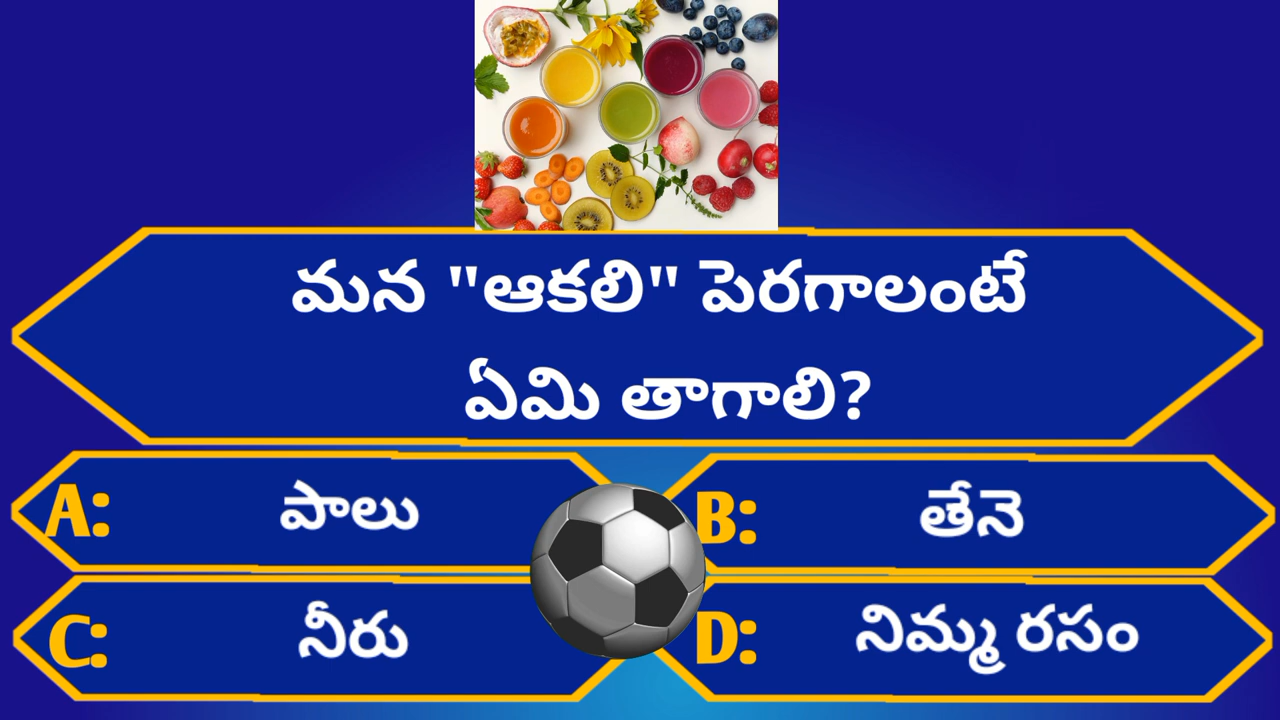 మన "ఆకలి" పెరగాలంటే
ఏమి తాగాలి?
A: పాలు
B: తేనె
C: నీరు
D: నిమ్మ రసం